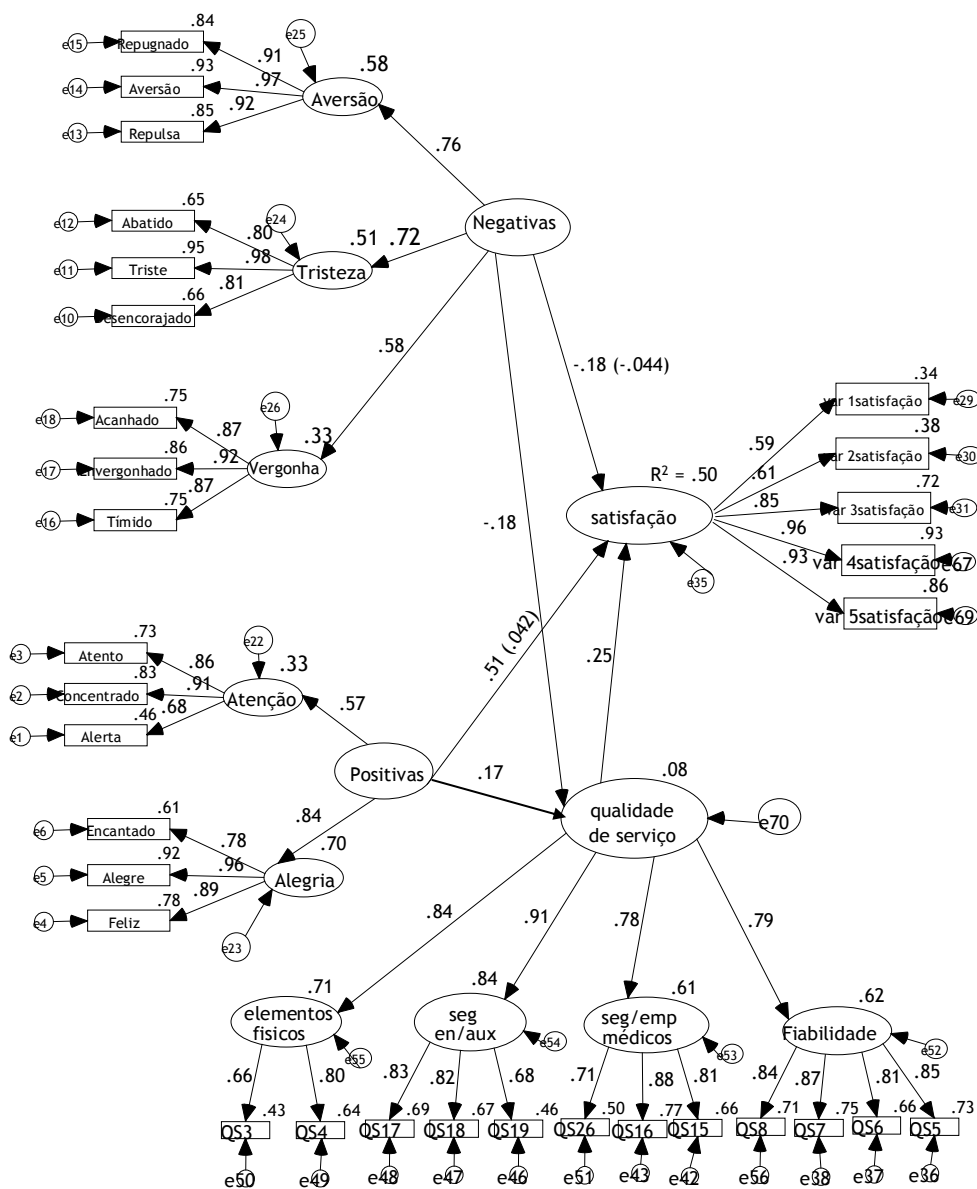 .84
e15 Repugnado
.91
e25
.58
.93
e14 Aversão
.97
Aversão
.85
.92
e13 Repulsa
.76
.65
e12 Abatido
.80
e24
.51 .72
Negativas
.95
e11 Triste
.98
Tristeza
.66
.81
e10 esencorajado
.58
-.18 (-.044)
.75
e18 Acanhado
.87
e26
.33
.86
e17 nvergonhado
.92
Vergonha
.75
.87
e16 Tímido
-.18
.34
var 1satisfação e29
.59
.38
var 2satisfação e30
.61
R² = .50
.72
var 3satisfação e31
.85
satisfação
.96
.93
var 4satisfação e67
.93
.86
var 5satisfação e69
e35
.51 (.042)
.25
.73
e3 Atento
.86
e22
.33
.83
e2 oncentrado
.91
Atenção
.46
.68
e1 Alerta
.57
Positivas
.17
.08
qualidade
de serviço
e70
.84
.70
.61
e6 Encantado
.78
.92
e5 Alegre
.96
Alegria
.78
.89
e4 Feliz
e23
.84
.91
.78
.79
.71
elementos
fisicos
e55
.84
seg
en/aux
e54
.61
seg/emp
médicos
e53
.62
Fiabilidade
e52
.66 .80 .83 .82 .68 .71 .88 .81 .84 .87 .81 .85
.43 .64 .69 .67 .46 .50 .77 .66 .71 .75 .66 .73
QS3 QS4 QS17 QS18 QS19 QS26 QS16 QS15 QS8 QS7 QS6 QS5
e50 e49 e48 e47 e46 e51 e43 e42 e56 e38 e37 e36